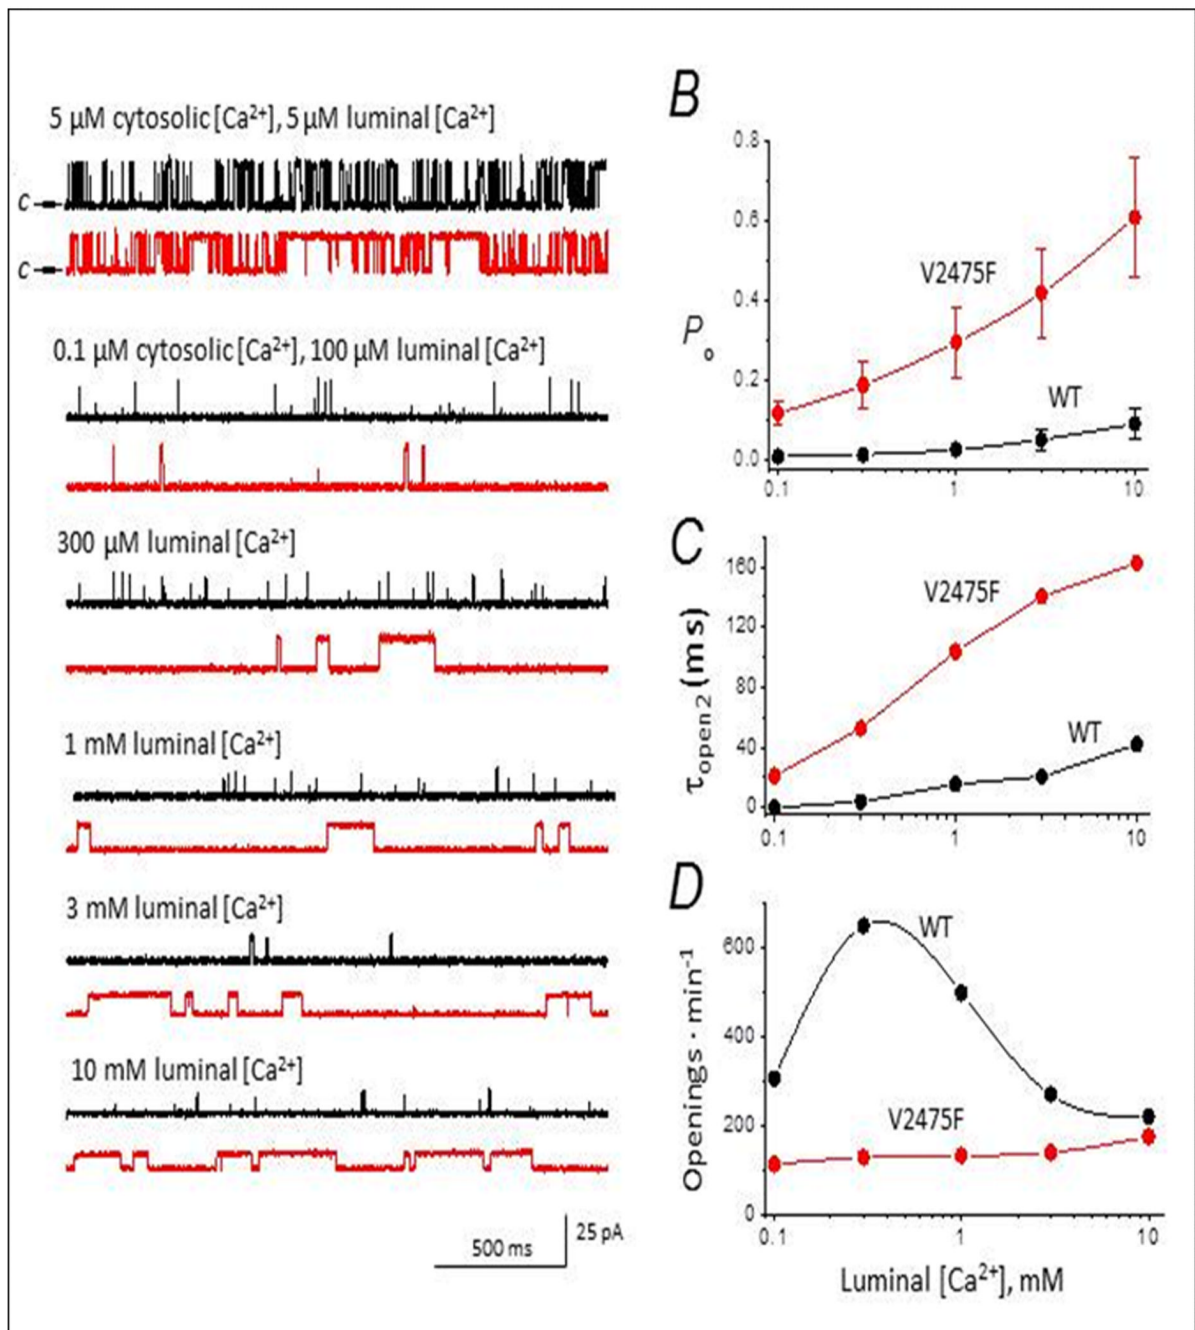 5 µM cytosolic [Ca²⁺], 5 µM luminal [Ca²⁺]
C
C
0.1 µM cytosolic [Ca²⁺], 100 µM luminal [Ca²⁺]
300 µM luminal [Ca²⁺]
1 mM luminal [Ca²⁺]
3 mM luminal [Ca²⁺]
10 mM luminal [Ca²⁺]
25 pA
500 ms
B
0.8
0.6
0.4
0.2
0.0
Pₒ
V2475F
WT
0.1
1
10
C
160
120
80
40
0
τopen2 (ms)
V2475F
WT
0.1
1
10
D
600
400
200
0
Openings · min⁻¹
WT
V2475F
0.1
1
10
Luminal [Ca²⁺], mM